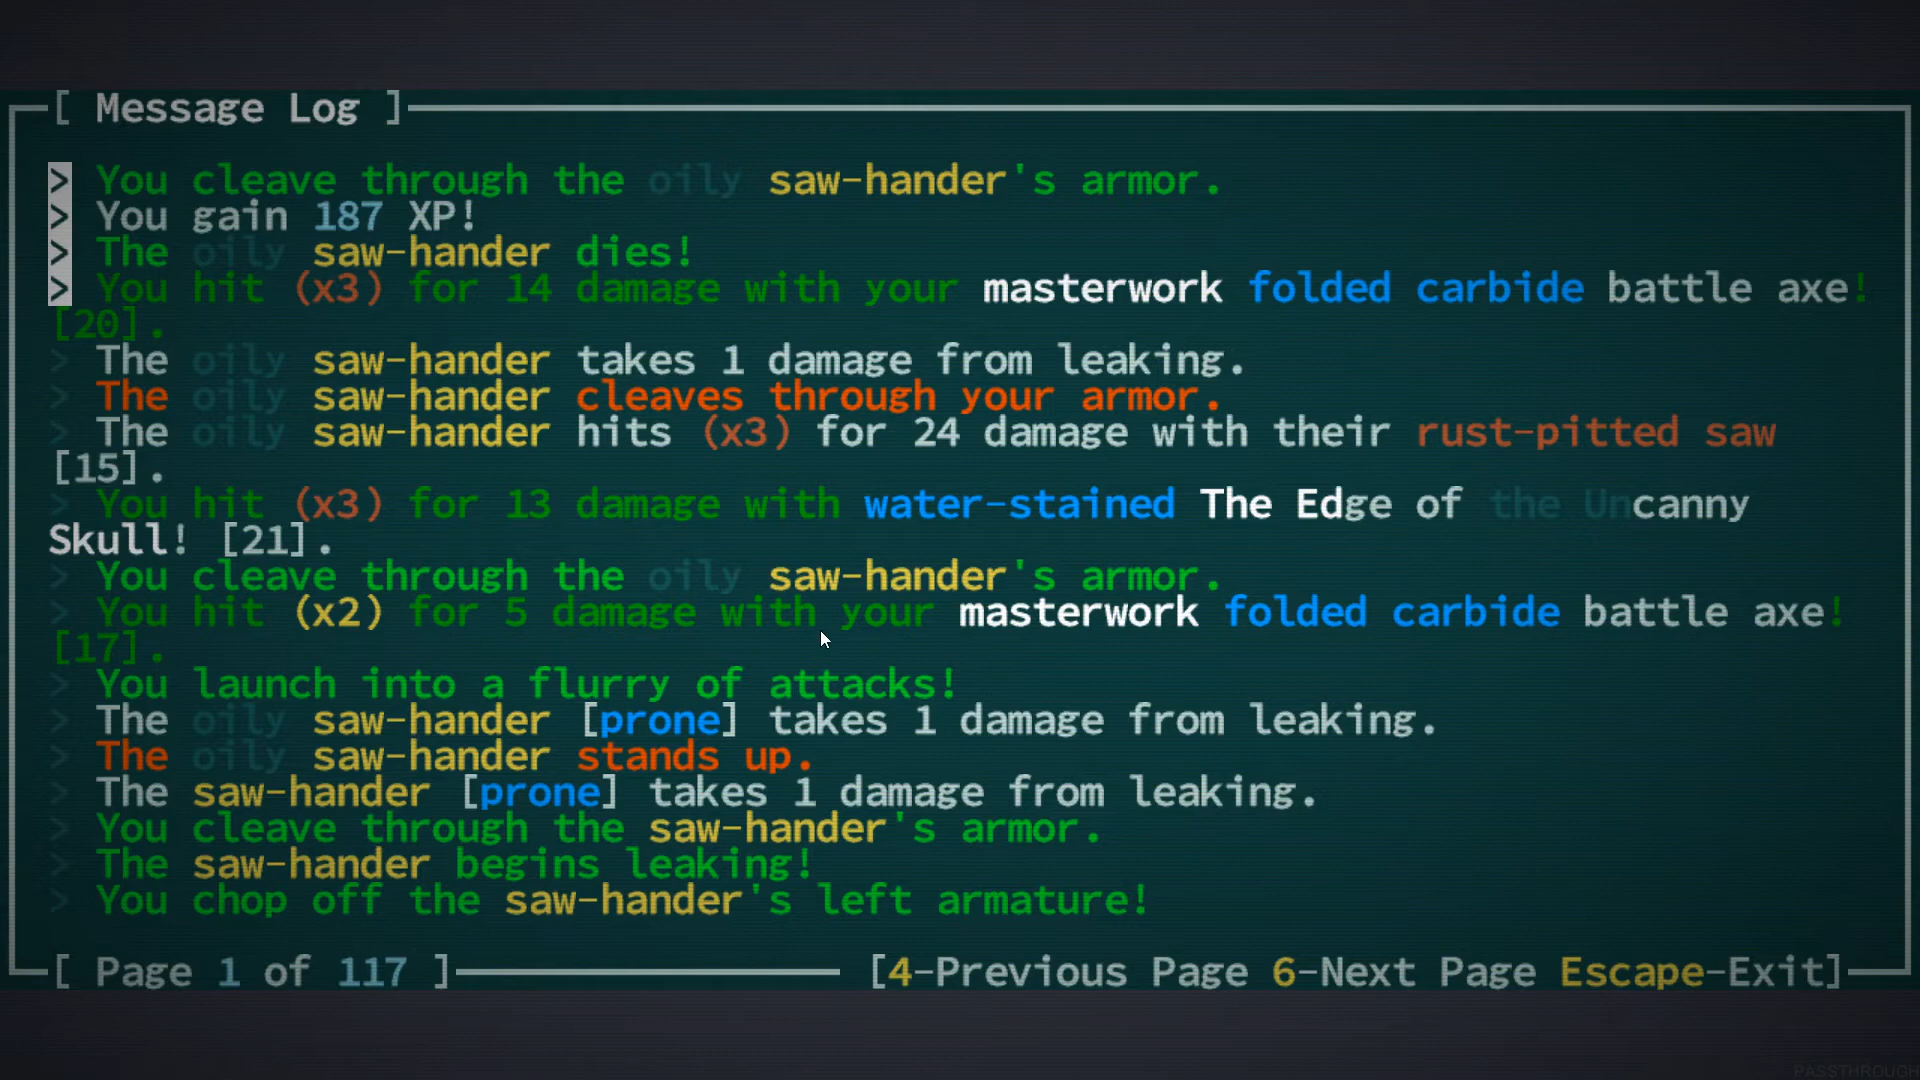 [ Message Log ]
> You cleave through the oily saw-hander's armor.
> You gain 187 XP!
> The oily saw-hander dies!
> You hit (x3) for 14 damage with your masterwork folded carbide battle axe!
[20].
> The oily saw-hander takes 1 damage from leaking.
> The oily saw-hander cleaves through your armor.
> The oily saw-hander hits (x3) for 24 damage with their rust-pitted saw
[15].
> You hit (x3) for 13 damage with water-stained The Edge of the Uncanny
Skull! [21].
> You cleave through the oily saw-hander's armor.
> You hit (x2) for 5 damage with your masterwork folded carbide battle axe!
[17].
> You launch into a flurry of attacks!
> The oily saw-hander [prone] takes 1 damage from leaking.
> The oily saw-hander stands up.
> The saw-hander [prone] takes 1 damage from leaking.
> You cleave through the saw-hander's armor.
> The saw-hander begins leaking!
> You chop off the saw-hander's left armature!
[ Page 1 of 117 ] [4-Previous Page 6-Next Page Escape-Exit]
PASSTHROUGH